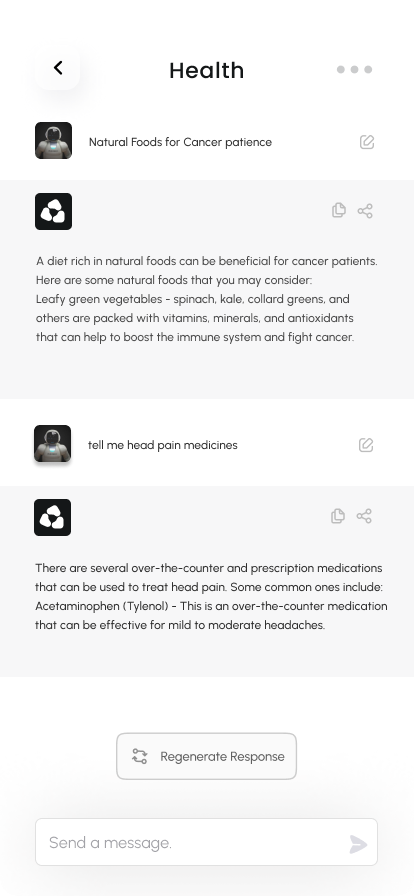 Health
Natural Foods for Cancer patience
A diet rich in natural foods can be beneficial for cancer patients.
Here are some natural foods that you may consider:
Leafy green vegetables - spinach, kale, collard greens, and
others are packed with vitamins, minerals, and antioxidants
that can help to boost the immune system and fight cancer.
tell me head pain medicines
There are several over-the-counter and prescription medications
that can be used to treat head pain. Some common ones include:
Acetaminophen (Tylenol) - This is an over-the-counter medication
that can be effective for mild to moderate headaches.
Regenerate Response
Send a message.